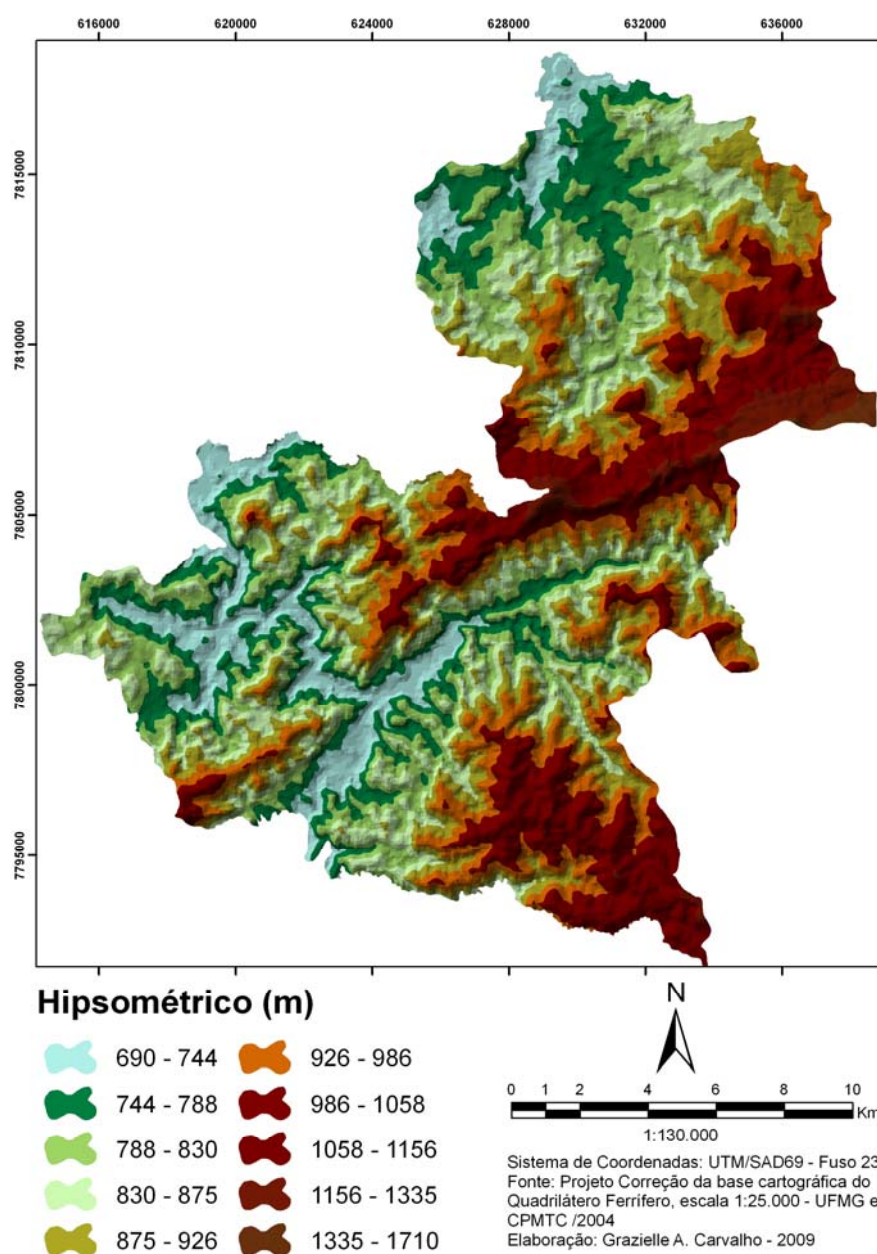 616000 620000 624000 628000 632000 636000
7815000
7810000
7805000
7800000
7795000
Hipsométrico (m)
690 - 744
744 - 788
788 - 830
830 - 875
875 - 926
926 - 986
986 - 1058
1058 - 1156
1156 - 1335
1335 - 1710
N
0 1 2 4 6 8 10
Km
1:130.000
Sistema de Coordenadas: UTM/SAD69 - Fuso 23
Fonte: Projeto Correção da base cartográfica do
Quadrilátero Ferrífero, escala 1:25.000 - UFMG e
CPMTC /2004
Elaboração: Grazielle A. Carvalho - 2009